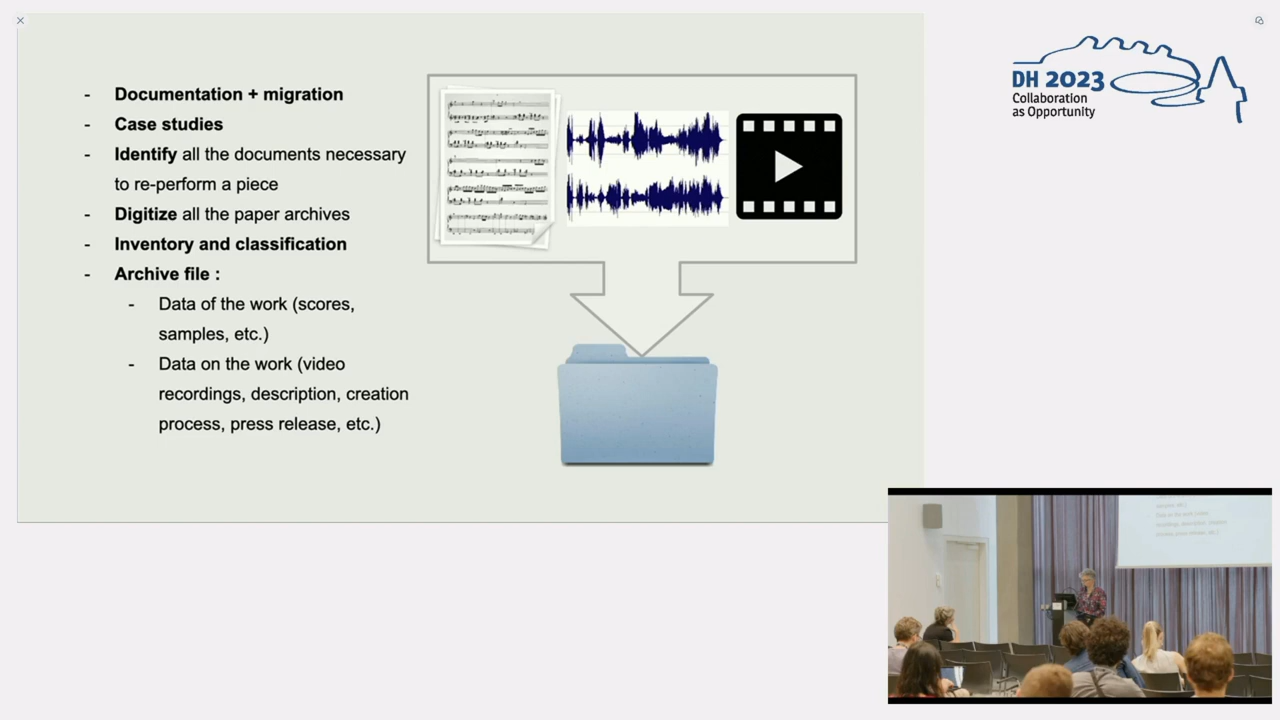 - Documentation + migration
- Case studies
- Identify all the documents necessary
to re-perform a piece
- Digitize all the paper archives
- Inventory and classification
- Archive file :
- Data of the work (scores,
samples, etc.)
- Data on the work (video
recordings, description, creation
process, press release, etc.)
DH 2023
Collaboration
as Opportunity